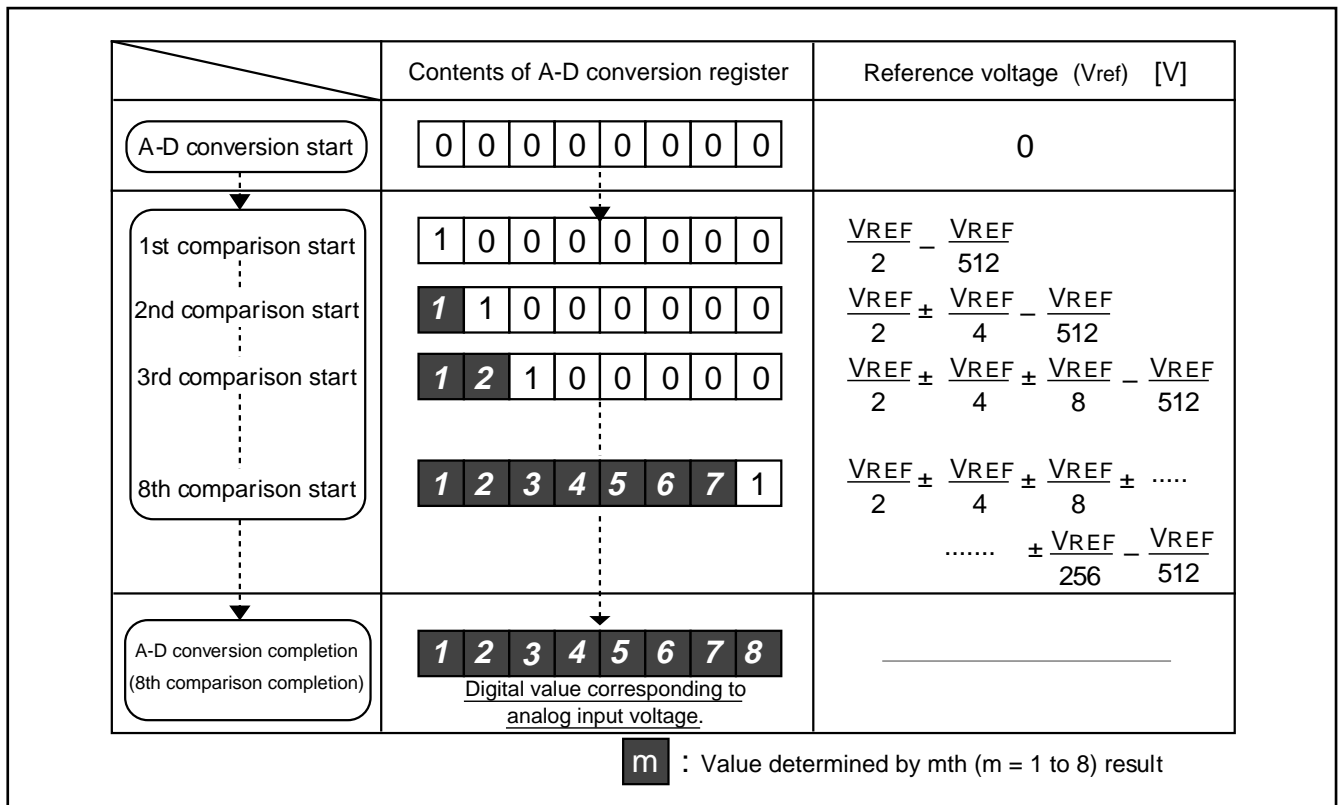 Contents of A-D conversion register
Reference voltage (Vref) [V]
A-D conversion start
0 0 0 0 0 0 0 0
0
1st comparison start
1 0 0 0 0 0 0 0
VREF/2 – VREF/512
2nd comparison start
1 1 0 0 0 0 0 0
VREF/2 ± VREF/4 – VREF/512
3rd comparison start
1 2 1 0 0 0 0 0
VREF/2 ± VREF/4 ± VREF/8 – VREF/512
8th comparison start
1 2 3 4 5 6 7 1
VREF/2 ± VREF/4 ± VREF/8 ± .....
....... ± VREF/256 – VREF/512
A-D conversion completion
(8th comparison completion)
1 2 3 4 5 6 7 8
Digital value corresponding to
analog input voltage.
m : Value determined by mth (m = 1 to 8) result